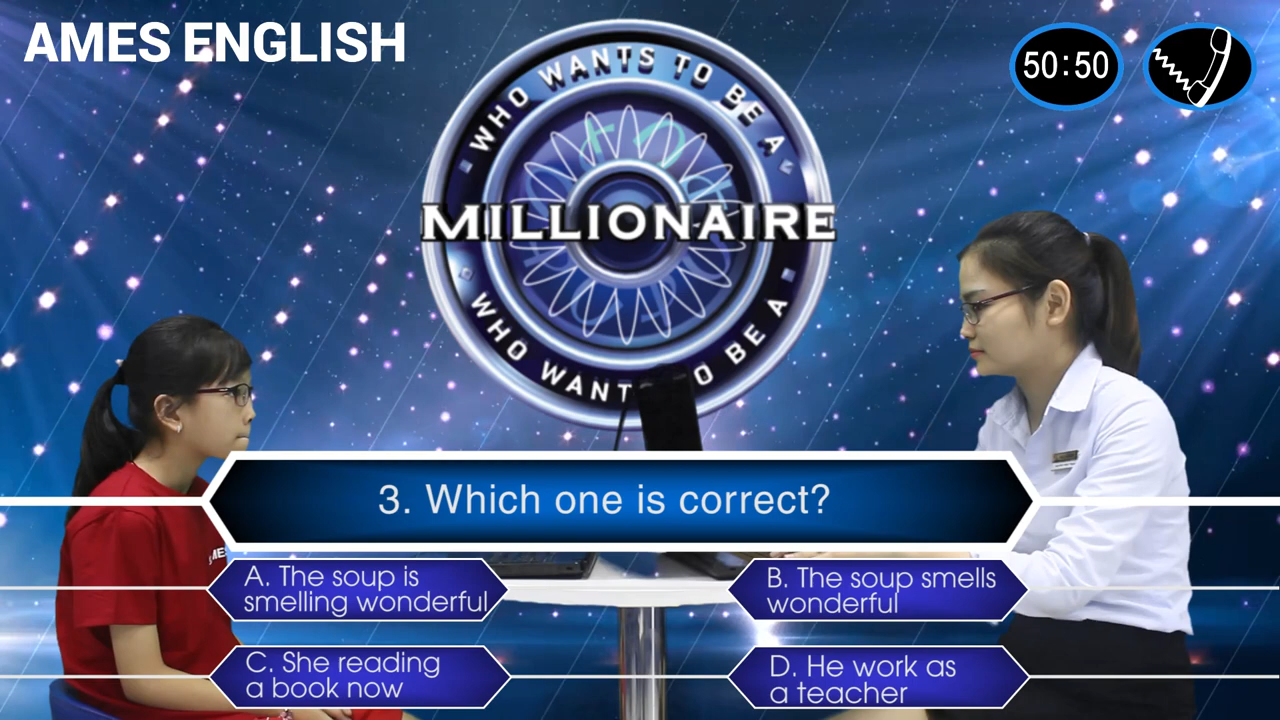 AMES ENGLISH
50:50
WHO WANTS TO BE A
MILLIONAIRE
WHO WANTS TO BE A
3. Which one is correct?
A. The soup is
smelling wonderful
B. The soup smells
wonderful
C. She reading
a book now
D. He work as
a teacher